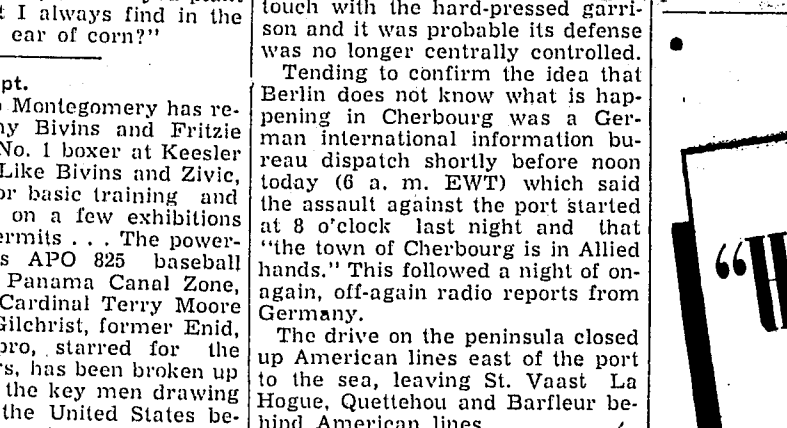 t I always find in the
ear of corn?"
pt.
Montgomery has re-
ny Bivins and Fritzie
No. 1 boxer at Keesler
Like Bivins and Zivic,
or basic training and
on a few exhibitions
ermits . . . The power-
s APO 825 baseball
Panama Canal Zone,
Cardinal Terry Moore
Gilchrist, former Enid,
pro, starred for the
rs, has been broken up
the key men drawing
the United States be-
touch with the hard-pressed garri-
son and it was probable its defense
was no longer centrally controlled.
Tending to confirm the idea that
Berlin does not know what is hap-
pening in Cherbourg was a Ger-
man international information bu-
reau dispatch shortly before noon
today (6 a. m. EWT) which said
the assault against the port started
at 8 o'clock last night and that
"the town of Cherbourg is in Allied
hands." This followed a night of on-
again, off-again radio reports from
Germany.
The drive on the peninsula closed
up American lines east of the port
to the sea, leaving St. Vaast La
Hogue, Quettehou and Barfleur be-
hind American lines.